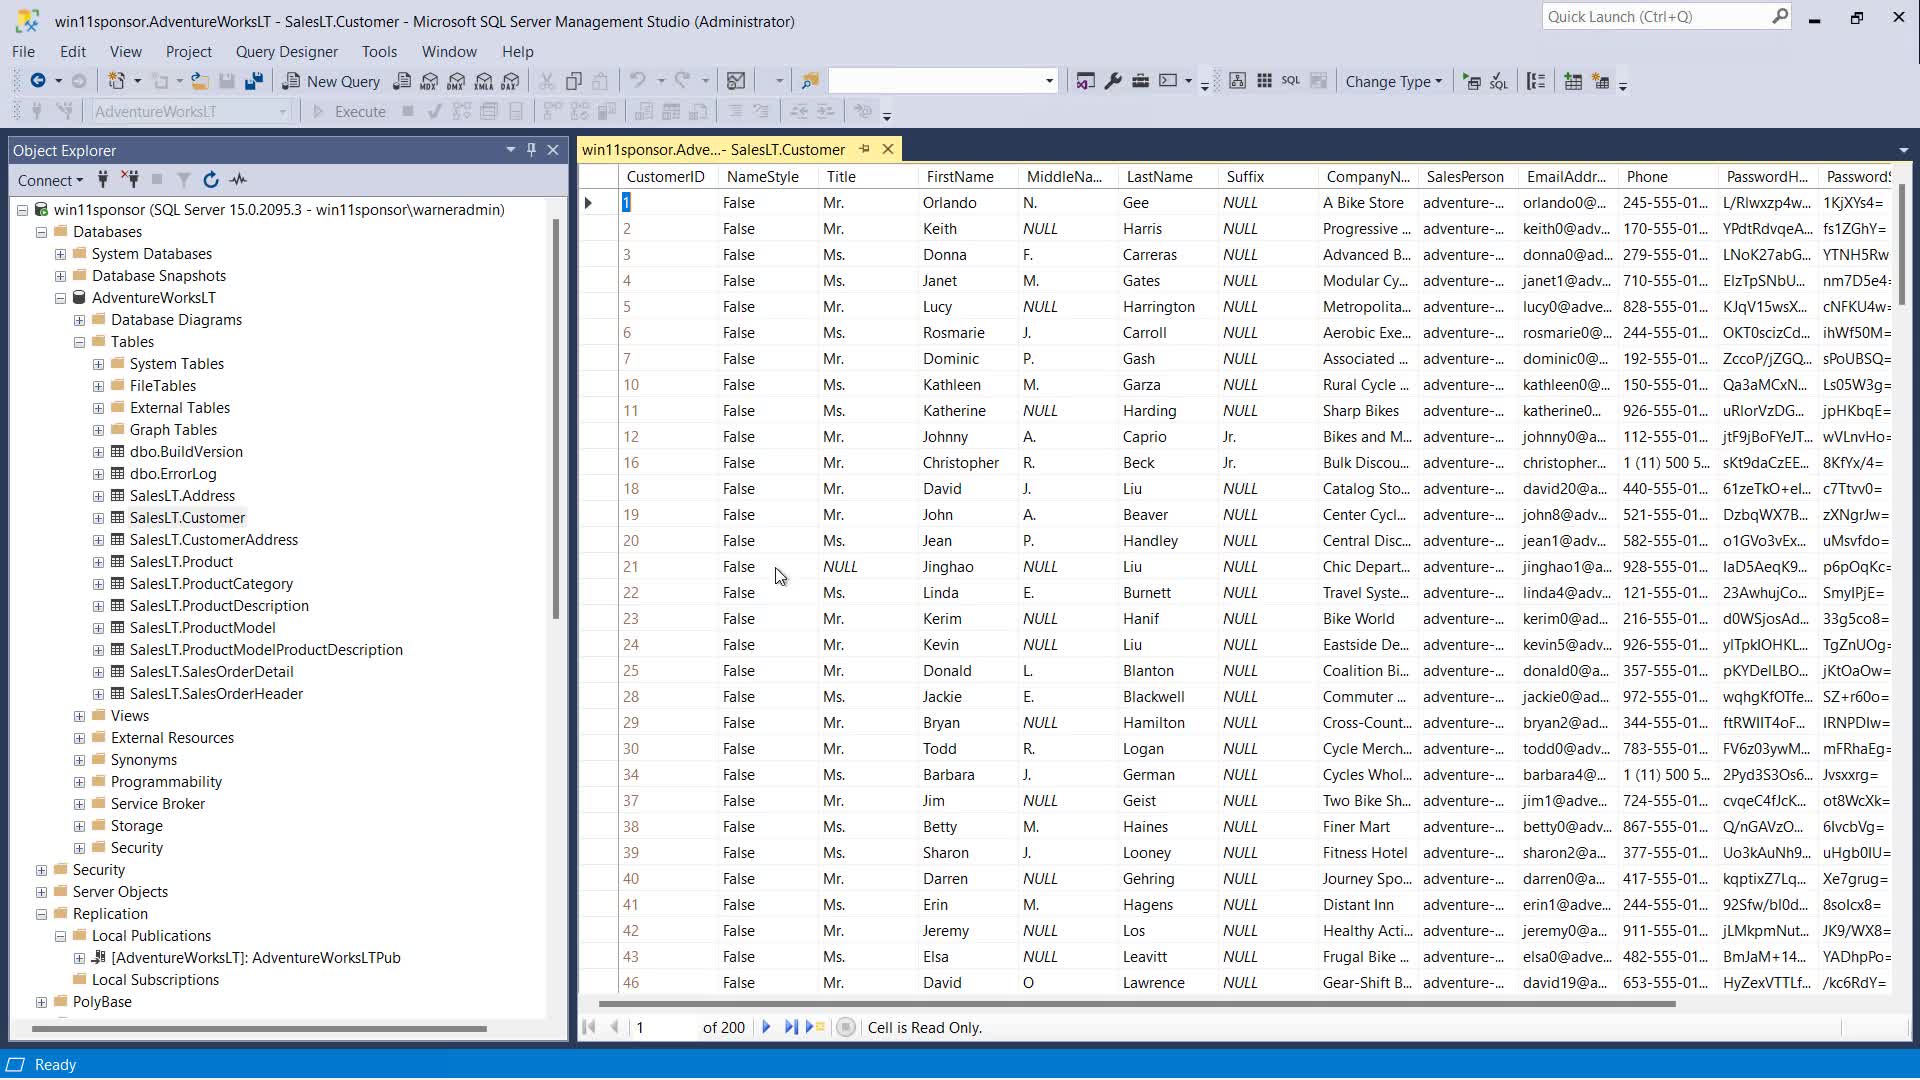 win11sponsor.AdventureWorksLT - SalesLT.Customer - Microsoft SQL Server Management Studio (Administrator)
Quick Launch (Ctrl+Q)
File Edit View Project Query Designer Tools Window Help
New Query MDX DMX XMLA DAX SQL Change Type
AdventureWorksLT Execute
Object Explorer
Connect
win11sponsor (SQL Server 15.0.2095.3 - win11sponsor\warneradmin)
Databases
System Databases
Database Snapshots
AdventureWorksLT
Database Diagrams
Tables
System Tables
FileTables
External Tables
Graph Tables
dbo.BuildVersion
dbo.ErrorLog
SalesLT.Address
SalesLT.Customer
SalesLT.CustomerAddress
SalesLT.Product
SalesLT.ProductCategory
SalesLT.ProductDescription
SalesLT.ProductModel
SalesLT.ProductModelProductDescription
SalesLT.SalesOrderDetail
SalesLT.SalesOrderHeader
Views
External Resources
Synonyms
Programmability
Service Broker
Storage
Security
Security
Server Objects
Replication
Local Publications
[AdventureWorksLT]: AdventureWorksLTPub
Local Subscriptions
PolyBase
win11sponsor.Adve...- SalesLT.Customer
CustomerID NameStyle Title FirstName MiddleNa... LastName Suffix CompanyN... SalesPerson EmailAddr... Phone PasswordH... PasswordS
1 False Mr. Orlando N. Gee NULL A Bike Store adventure-... orlando0@... 245-555-01... L/Rlwxzp4w... 1KjXYs4=
2 False Mr. Keith NULL Harris NULL Progressive ... adventure-... keith0@adv... 170-555-01... YPdtRdvqeA... fs1ZGhY=
3 False Ms. Donna F. Carreras NULL Advanced B... adventure-... donna0@ad... 279-555-01... LNoK27abG... YTNH5Rw
4 False Ms. Janet M. Gates NULL Modular Cy... adventure-... janet1@adv... 710-555-01... ElzTpSNbU... nm7D5e4=
5 False Mr. Lucy NULL Harrington NULL Metropolita... adventure-... lucy0@adve... 828-555-01... KJqV15wsX... cNFKU4w=
6 False Ms. Rosmarie J. Carroll NULL Aerobic Exe... adventure-... rosmarie0@... 244-555-01... OKT0scizCd... ihWf50M=
7 False Mr. Dominic P. Gash NULL Associated ... adventure-... dominic0@... 192-555-01... ZccoP/jZGQ... sPoUBSQ=
10 False Ms. Kathleen M. Garza NULL Rural Cycle ... adventure-... kathleen0@... 150-555-01... Qa3aMCxN... Ls05W3g=
11 False Ms. Katherine NULL Harding NULL Sharp Bikes adventure-... katherine0... 926-555-01... uRlorVzDG... jpHKbqE=
12 False Mr. Johnny A. Caprio Jr. Bikes and M... adventure-... johnny0@a... 112-555-01... jtF9jBoFYeJT... wVLnvHo=
16 False Mr. Christopher R. Beck Jr. Bulk Discou... adventure-... christopher... 1 (11) 500 5... sKt9daCzEE... 8KfYx/4=
18 False Mr. David J. Liu NULL Catalog Sto... adventure-... david20@a... 440-555-01... 61zeTkO+eI... c7Ttvv0=
19 False Mr. John A. Beaver NULL Center Cycl... adventure-... john8@adv... 521-555-01... DzbqWX7B... zXNgrJw=
20 False Ms. Jean P. Handley NULL Central Disc... adventure-... jean1@adv... 582-555-01... o1GVo3vEx... uMsvfdo=
21 False NULL Jinghao NULL Liu NULL Chic Depart... adventure-... jinghao1@a... 928-555-01... IaD5AeqK9... p6pOqKc=
22 False Ms. Linda E. Burnett NULL Travel Syste... adventure-... linda4@adv... 121-555-01... 23AwhujCo... SmyIPjE=
23 False Mr. Kerim NULL Hanif NULL Bike World adventure-... kerim0@ad... 216-555-01... d0WSjosAd... 33g5co8=
24 False Mr. Kevin NULL Liu NULL Eastside De... adventure-... kevin5@adv... 926-555-01... ylTpkIOHKL... TgZnUOg=
25 False Mr. Donald L. Blanton NULL Coalition Bi... adventure-... donald0@a... 357-555-01... pKYDelLBO... jKtOaOw=
28 False Ms. Jackie E. Blackwell NULL Commuter ... adventure-... jackie0@ad... 972-555-01... wqhgKfOTfe... SZ+r60o=
29 False Mr. Bryan NULL Hamilton NULL Cross-Count... adventure-... bryan2@ad... 344-555-01... ftRWIIT4oF... IRNPDIw=
30 False Mr. Todd R. Logan NULL Cycle Merch... adventure-... todd0@adv... 783-555-01... FV6z03ywM... mFRhaEg=
34 False Ms. Barbara J. German NULL Cycles Whol... adventure-... barbara4@... 1 (11) 500 5... 2Pyd3S3Os6... Jvsxxrg=
37 False Mr. Jim NULL Geist NULL Two Bike Sh... adventure-... jim1@adve... 724-555-01... cvqeC4fJcK... ot8WcXk=
38 False Ms. Betty M. Haines NULL Finer Mart adventure-... betty0@adv... 867-555-01... Q/nGAVzO... 6IvcbVg=
39 False Ms. Sharon J. Looney NULL Fitness Hotel adventure-... sharon2@a... 377-555-01... Uo3kAuNh9... uHgb0IU=
40 False Mr. Darren NULL Gehring NULL Journey Spo... adventure-... darren0@a... 417-555-01... kqptixZ7Lq... Xe7grug=
41 False Ms. Erin M. Hagens NULL Distant Inn adventure-... erin1@adve... 244-555-01... 92Sfw/bI0d... 8soIcx8=
42 False Mr. Jeremy NULL Los NULL Healthy Acti... adventure-... jeremy0@a... 911-555-01... jLMkpmNut... JK9/WX8=
43 False Ms. Elsa NULL Leavitt NULL Frugal Bike ... adventure-... elsa0@adve... 482-555-01... BmJaM+14... YADhpPo=
46 False Mr. David O Lawrence NULL Gear-Shift B... adventure-... david19@a... 653-555-01... HyZexVTTLf... /kc6RdY=
1 of 200 Cell is Read Only.
Ready